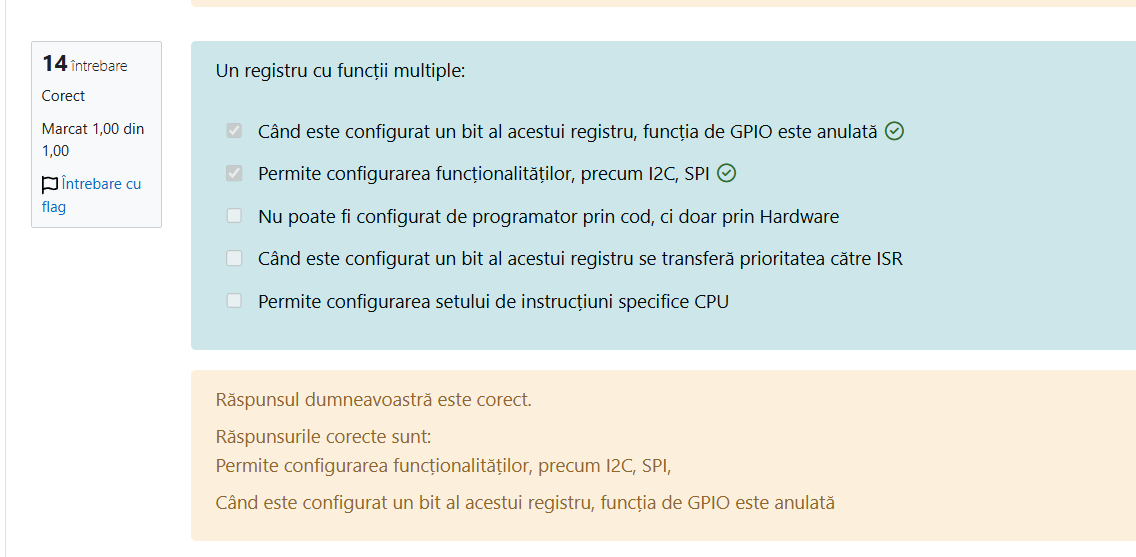 14 întrebare
Corect
Marcat 1,00 din
1,00
Întrebare cu
flag
Un registru cu funcții multiple:
Când este configurat un bit al acestui registru, funcția de GPIO este anulată
Permite configurarea funcționalităților, precum I2C, SPI
Nu poate fi configurat de programator prin cod, ci doar prin Hardware
Când este configurat un bit al acestui registru se transferă prioritatea către ISR
Permite configurarea setului de instrucțiuni specifice CPU
Răspunsul dumneavoastră este corect.
Răspunsurile corecte sunt:
Permite configurarea funcționalităților, precum I2C, SPI,
Când este configurat un bit al acestui registru, funcția de GPIO este anulată